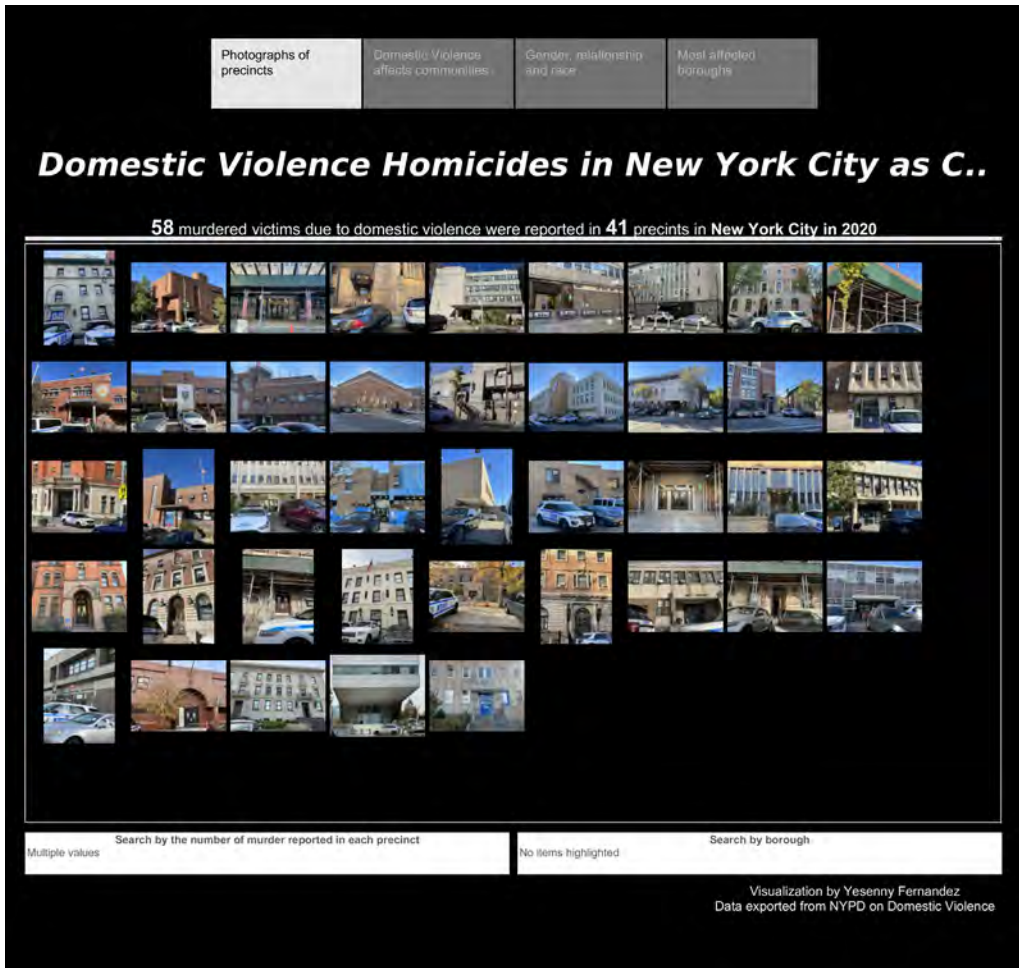 Photographs of
precincts
Domestic Violence
affects communities
Gender, relationship
and race
Most affected
boroughs
Domestic Violence Homicides in New York City as C..
58 murdered victims due to domestic violence were reported in 41 precints in New York City in 2020
Search by the number of murder reported in each precinct
Multiple values
Search by borough
No items highlighted
Visualization by Yesenny Fernandez
Data exported from NYPD on Domestic Violence